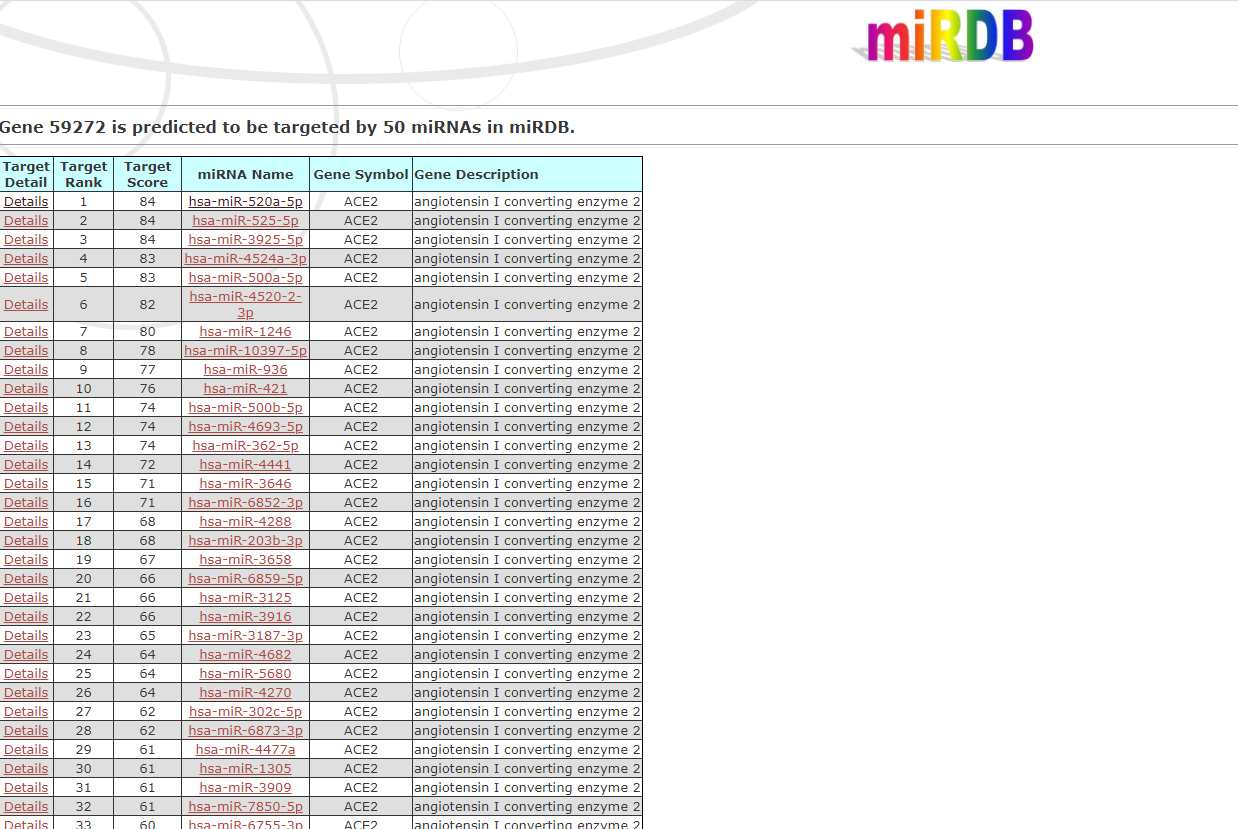 miRDB
Gene 59272 is predicted to be targeted by 50 miRNAs in miRDB.
Target Detail Target Rank Target Score miRNA Name Gene Symbol Gene Description
Details 1 84 hsa-miR-520a-5p ACE2 angiotensin I converting enzyme 2
Details 2 84 hsa-miR-525-5p ACE2 angiotensin I converting enzyme 2
Details 3 84 hsa-miR-3925-5p ACE2 angiotensin I converting enzyme 2
Details 4 83 hsa-miR-4524a-3p ACE2 angiotensin I converting enzyme 2
Details 5 83 hsa-miR-500a-5p ACE2 angiotensin I converting enzyme 2
Details 6 82 hsa-miR-4520-2-3p ACE2 angiotensin I converting enzyme 2
Details 7 80 hsa-miR-1246 ACE2 angiotensin I converting enzyme 2
Details 8 78 hsa-miR-10397-5p ACE2 angiotensin I converting enzyme 2
Details 9 77 hsa-miR-936 ACE2 angiotensin I converting enzyme 2
Details 10 76 hsa-miR-421 ACE2 angiotensin I converting enzyme 2
Details 11 74 hsa-miR-500b-5p ACE2 angiotensin I converting enzyme 2
Details 12 74 hsa-miR-4693-5p ACE2 angiotensin I converting enzyme 2
Details 13 74 hsa-miR-362-5p ACE2 angiotensin I converting enzyme 2
Details 14 72 hsa-miR-4441 ACE2 angiotensin I converting enzyme 2
Details 15 71 hsa-miR-3646 ACE2 angiotensin I converting enzyme 2
Details 16 71 hsa-miR-6852-3p ACE2 angiotensin I converting enzyme 2
Details 17 68 hsa-miR-4288 ACE2 angiotensin I converting enzyme 2
Details 18 68 hsa-miR-203b-3p ACE2 angiotensin I converting enzyme 2
Details 19 67 hsa-miR-3658 ACE2 angiotensin I converting enzyme 2
Details 20 66 hsa-miR-6859-5p ACE2 angiotensin I converting enzyme 2
Details 21 66 hsa-miR-3125 ACE2 angiotensin I converting enzyme 2
Details 22 66 hsa-miR-3916 ACE2 angiotensin I converting enzyme 2
Details 23 65 hsa-miR-3187-3p ACE2 angiotensin I converting enzyme 2
Details 24 64 hsa-miR-4682 ACE2 angiotensin I converting enzyme 2
Details 25 64 hsa-miR-5680 ACE2 angiotensin I converting enzyme 2
Details 26 64 hsa-miR-4270 ACE2 angiotensin I converting enzyme 2
Details 27 62 hsa-miR-302c-5p ACE2 angiotensin I converting enzyme 2
Details 28 62 hsa-miR-6873-3p ACE2 angiotensin I converting enzyme 2
Details 29 61 hsa-miR-4477a ACE2 angiotensin I converting enzyme 2
Details 30 61 hsa-miR-1305 ACE2 angiotensin I converting enzyme 2
Details 31 61 hsa-miR-3909 ACE2 angiotensin I converting enzyme 2
Details 32 61 hsa-miR-7850-5p ACE2 angiotensin I converting enzyme 2
Details 33 60 hsa-miR-6755-3p ACE2 angiotensin I converting enzyme 2